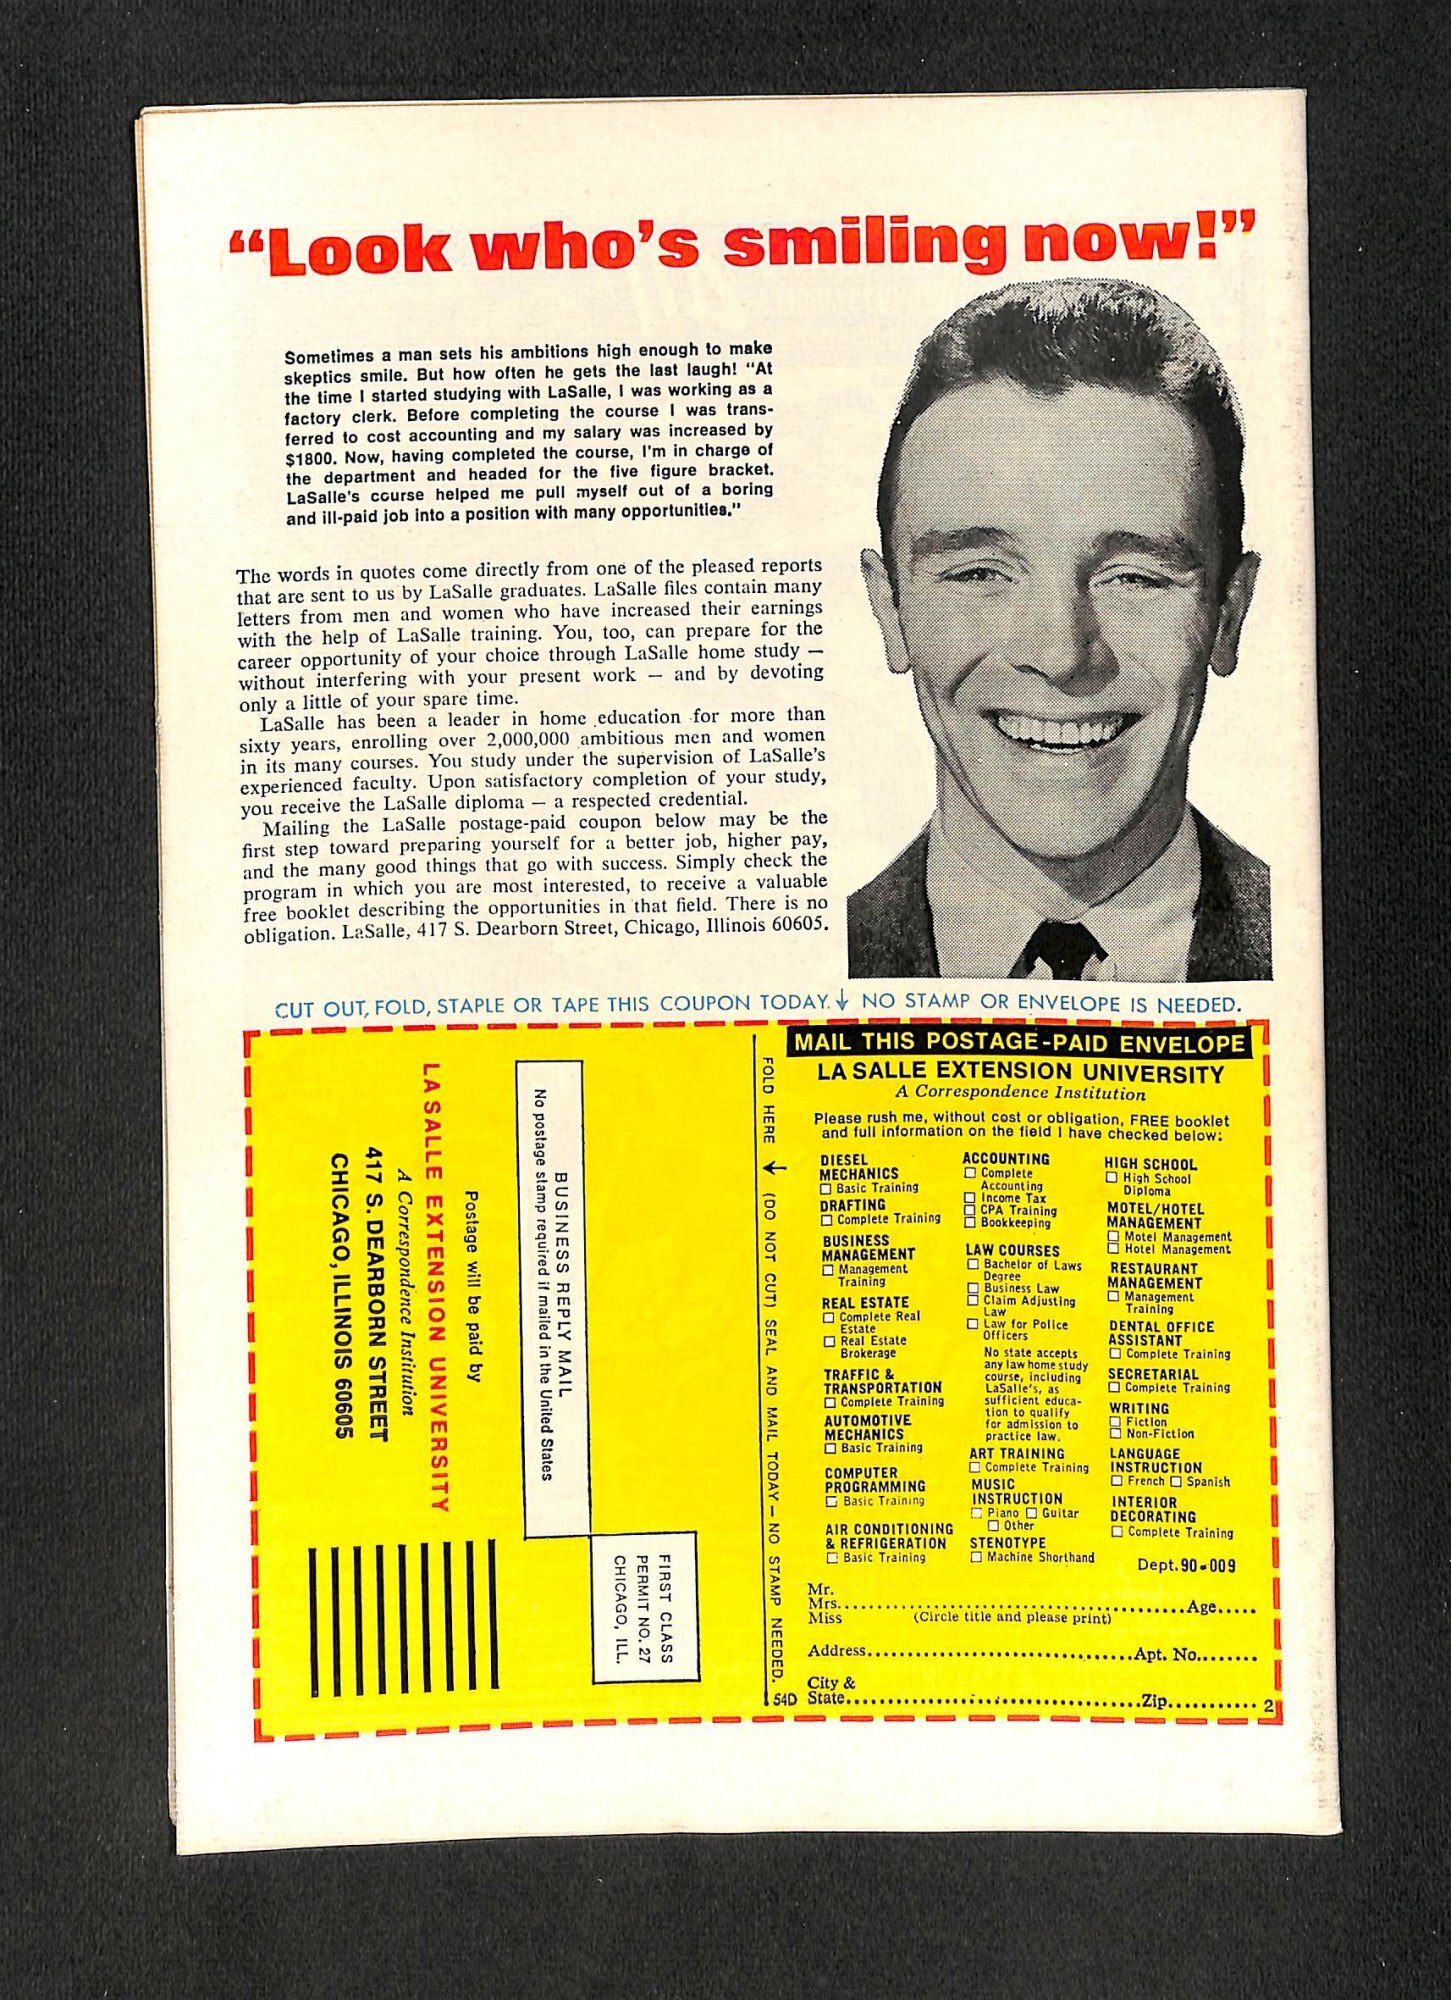 “Look who’s smiling now!”
Sometimes a man sets his ambitions high enough to make
skeptics smile. But how often he gets the last laugh! “At
the time I started studying with LaSalle, I was working as a
factory clerk. Before completing the course I was trans-
ferred to cost accounting and my salary was increased by
$1800. Now, having completed the course, I’m in charge of
the department and headed for the five figure bracket.
LaSalle’s course helped me pull myself out of a boring
and ill-paid job into a position with many opportunities.”
The words in quotes come directly from one of the pleased reports
that are sent to us by LaSalle graduates. LaSalle files contain many
letters from men and women who have increased their earnings
with the help of LaSalle training. You, too, can prepare for the
career opportunity of your choice through LaSalle home study —
without interfering with your present work — and by devoting
only a little of your spare time.
LaSalle has been a leader in home education for more than
sixty years, enrolling over 2,000,000 ambitious men and women
in its many courses. You study under the supervision of LaSalle’s
experienced faculty. Upon satisfactory completion of your study,
you receive the LaSalle diploma — a respected credential.
Mailing the LaSalle postage-paid coupon below may be the
first step toward preparing yourself for a better job, higher pay,
and the many good things that go with success. Simply check the
program in which you are most interested, to receive a valuable
free booklet describing the opportunities in that field. There is no
obligation. LaSalle, 417 S. Dearborn Street, Chicago, Illinois 60605.
CUT OUT, FOLD, STAPLE OR TAPE THIS COUPON TODAY.↓ NO STAMP OR ENVELOPE IS NEEDED.
FIRST CLASS
PERMIT NO. 27
CHICAGO, ILL.
BUSINESS REPLY MAIL
No postage stamp required if mailed in the United States
Postage will be paid by
LASALLE EXTENSION UNIVERSITY
A Correspondence Institution
417 S. DEARBORN STREET
CHICAGO, ILLINOIS 60605
FOLD HERE → (DO NOT CUT) SEAL AND MAIL TODAY — NO STAMP NEEDED.
MAIL THIS POSTAGE-PAID ENVELOPE
LA SALLE EXTENSION UNIVERSITY
A Correspondence Institution
Please rush me, without cost or obligation, FREE booklet
and full information on the field I have checked below:
DIESEL
MECHANICS
☐ Basic Training
DRAFTING
☐ Complete Training
BUSINESS
MANAGEMENT
☐ Management
Training
REAL ESTATE
☐ Complete Real
Estate
☐ Real Estate
Brokerage
TRAFFIC &
TRANSPORTATION
☐ Complete Training
AUTOMOTIVE
MECHANICS
☐ Basic Training
COMPUTER
PROGRAMMING
☐ Basic Training
AIR CONDITIONING
& REFRIGERATION
☐ Basic Training
ACCOUNTING
☐ Complete
Accounting
☐ Income Tax
☐ CPA Training
☐ Bookkeeping
LAW COURSES
☐ Bachelor of Laws
Degree
☐ Business Law
☐ Claim Adjusting
Law
☐ Law for Police
Officers
No state accepts
any law home study
course, including
LaSalle’s, as
sufficient educa-
tion to qualify
for admission to
practice law.
ART TRAINING
☐ Complete Training
MUSIC
INSTRUCTION
☐ Piano ☐ Guitar
☐ Other
STENOTYPE
☐ Machine Shorthand
HIGH SCHOOL
☐ High School
Diploma
MOTEL/HOTEL
MANAGEMENT
☐ Motel Management
☐ Hotel Management
RESTAURANT
MANAGEMENT
☐ Management
Training
DENTAL OFFICE
ASSISTANT
☐ Complete Training
SECRETARIAL
☐ Complete Training
WRITING
☐ Fiction
☐ Non-Fiction
LANGUAGE
INSTRUCTION
☐ French ☐ Spanish
INTERIOR
DECORATING
☐ Complete Training
Dept. 90-009
Mr.
Mrs. Age
Miss (Circle title and please print)
Address Apt. No.
City &
54D State Zip 2